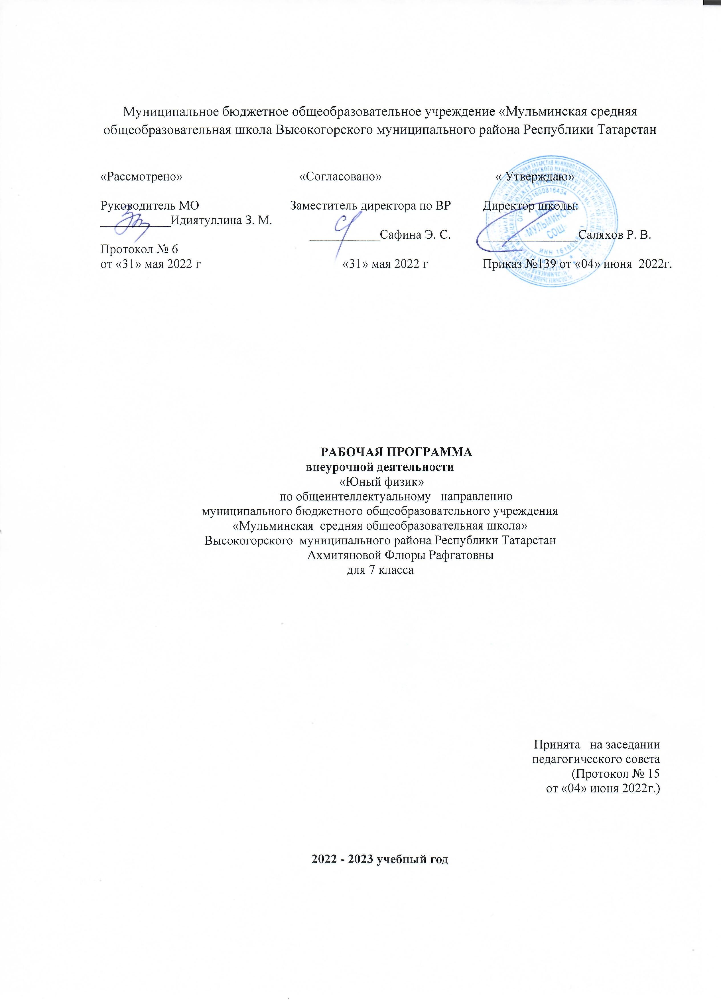 Муниципальное бюджетное общеобразовательное учреждение «Мульминская средняя
общеобразовательная школа Высокогорского муниципального района Республики Татарстан
«Рассмотрено»
Руководитель МО
____________Идиятуллина З. М.
Протокол № 6
от «31» мая 2022 г
«Согласовано»
Заместитель директора по ВР
____________Сафина Э. С.
«31» мая 2022 г
« Утверждаю»
Директор школы:
________________Саляхов Р. В.
Приказ №139 от «04» июня 2022г.
МУЛЬМИНСКАЯ
СОШ
РАБОЧАЯ ПРОГРАММА
внеурочной деятельности
«Юный физик»
по общеинтеллектуальному направлению
муниципального бюджетного общеобразовательного учреждения
«Мульминская средняя общеобразовательная школа»
Высокогорского муниципального района Республики Татарстан
Ахмитяновой Флюры Рафгатовны
для 7 класса
Принята на заседании
педагогического совета
(Протокол № 15
от «04» июня 2022г.)
2022 - 2023 учебный год